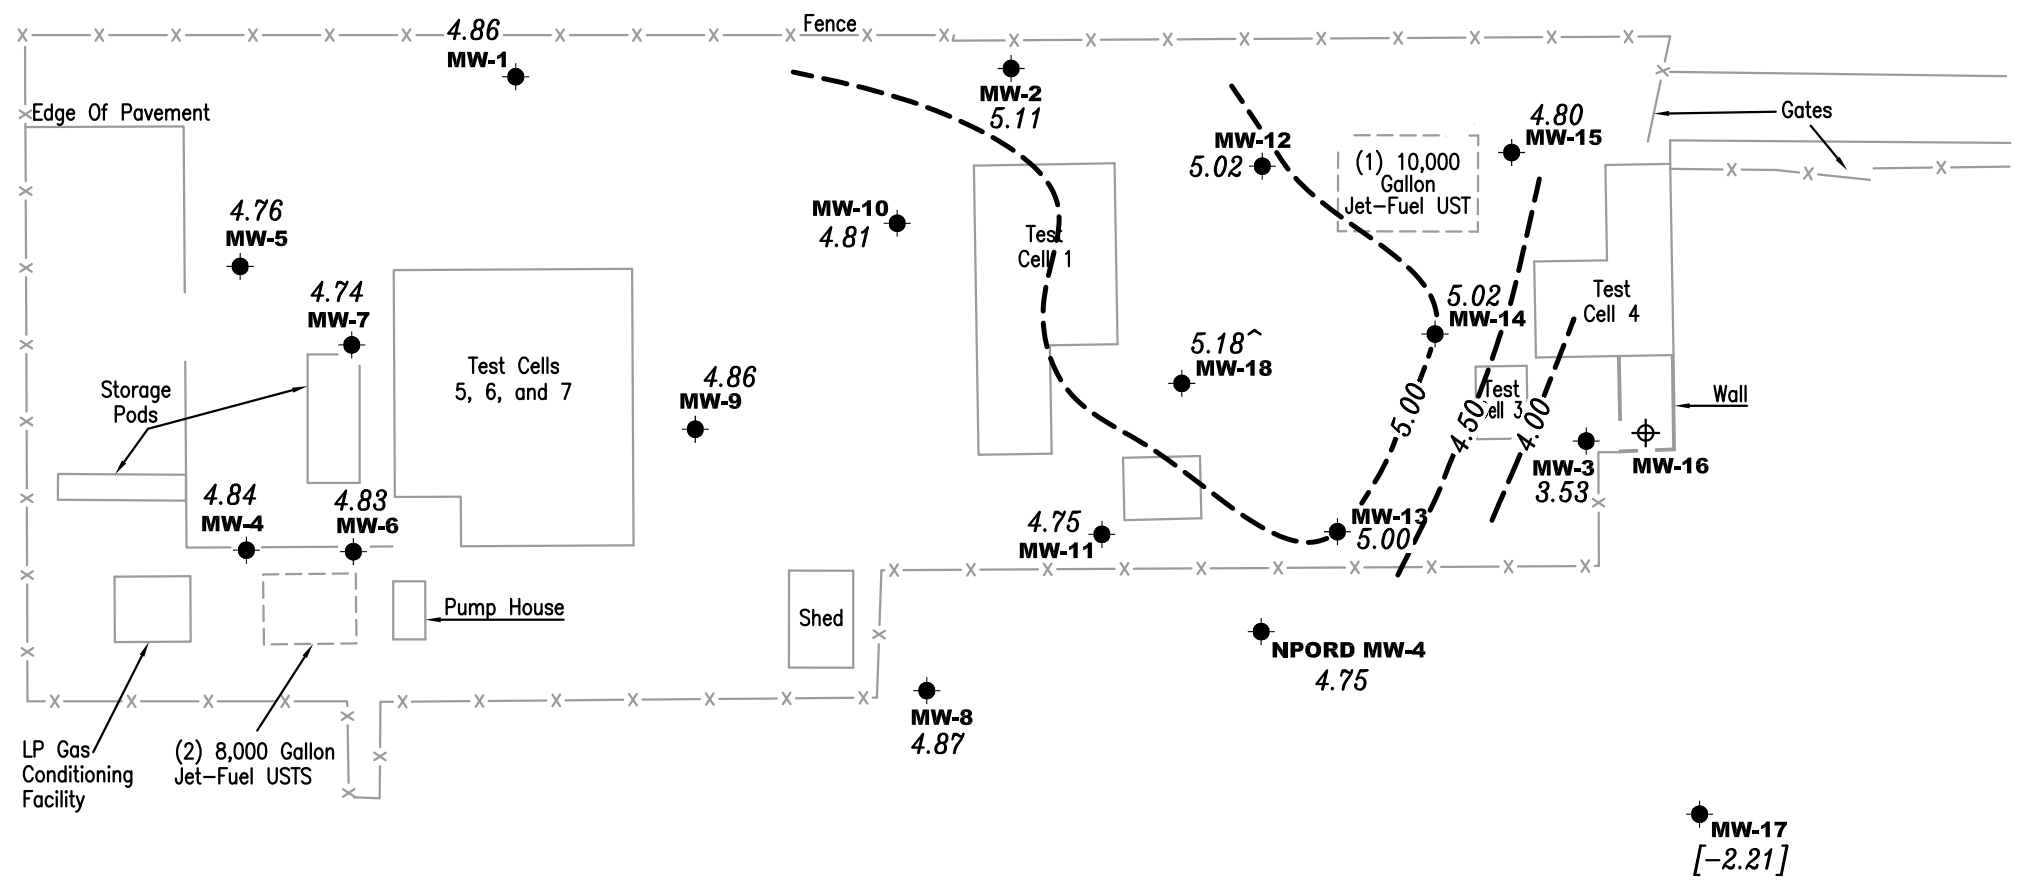 Fence
4.86
MW-1
MW-2
5.11
Edge Of Pavement
Gates
4.80
MW-15
MW-12
5.02
(1) 10,000
Gallon
Jet-Fuel UST
4.76
MW-5
MW-10
4.81
Test
Cell 1
4.74
MW-7
5.02
MW-14
Test
Cell 4
5.18^
MW-18
Test Cells
5, 6, and 7
Storage
Pods
4.86
MW-9
5.00
4.50
4.00
Test
ell 3
Wall
MW-3
3.53
MW-16
4.84
MW-4
4.83
MW-6
4.75
MW-11
MW-13
5.00
Pump House
Shed
NPORD MW-4
4.75
MW-8
4.87
LP Gas
Conditioning
Facility
(2) 8,000 Gallon
Jet-Fuel USTS
MW-17
[-2.21]
X X X X X X X X X X X X X X X X X X X X X